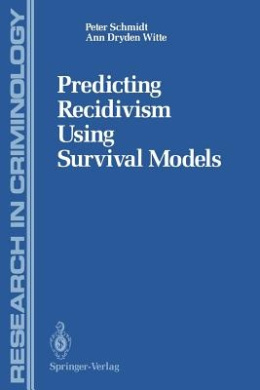 Peter Schmidt
Ann Dryden Witte
Predicting
Recidivism
Using
Survival Models
RESEARCH IN CRIMINOLOGY
Springer-Verlag